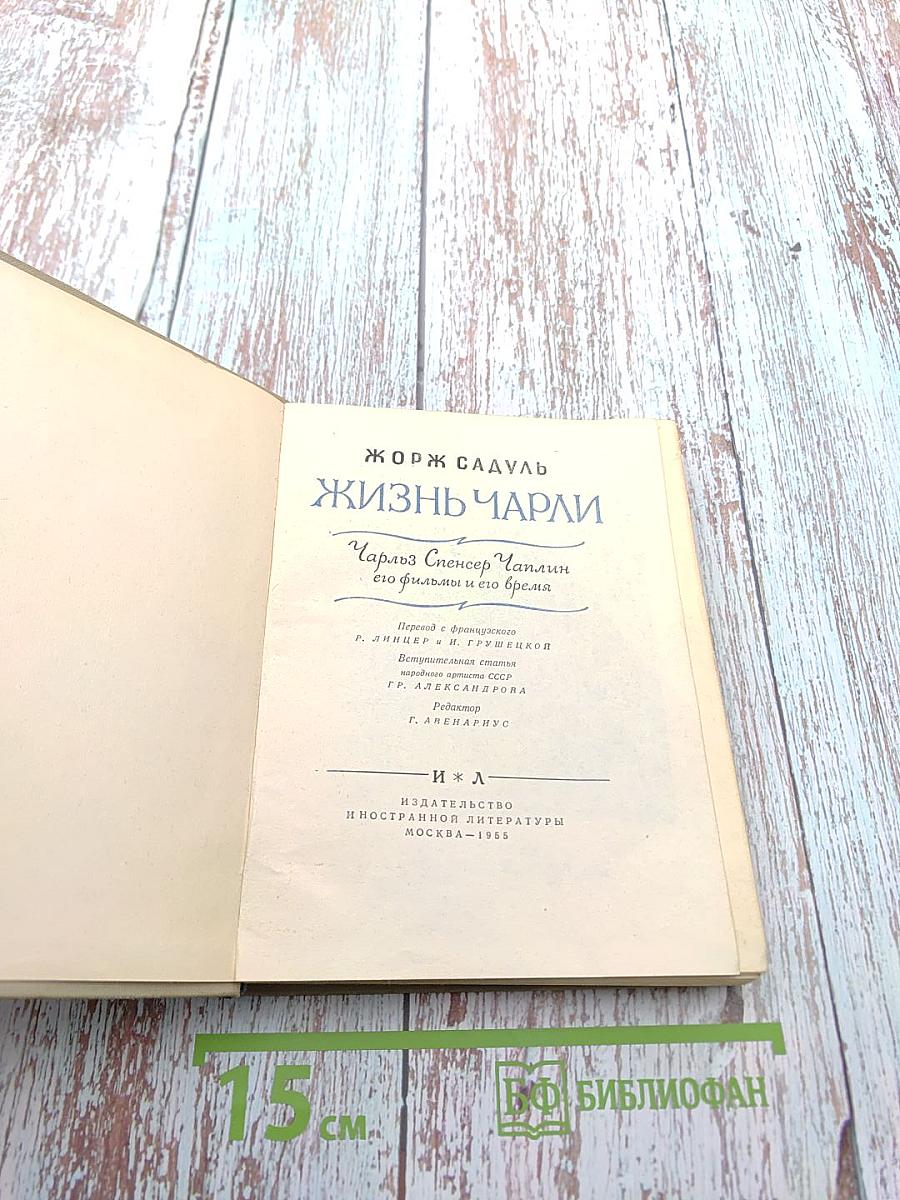 ЖОРЖ САДУЛЬ
ЖИЗНЬ ЧАРЛИ
Чарльз Спенсер Чаплин
его фильмы и его время
Перевод с французского
Р. ЛИНЦЕР и И. ГРУШЕЦКОЙ
Вступительная статья
народного артиста СССР
ГР. АЛЕКСАНДРОВА
Редактор
Г. АВЕНАРИУС
И * Л
ИЗДАТЕЛЬСТВО
ИНОСТРАННОЙ ЛИТЕРАТУРЫ
МОСКВА — 1955
15 см
БФ БИБЛИОФАН